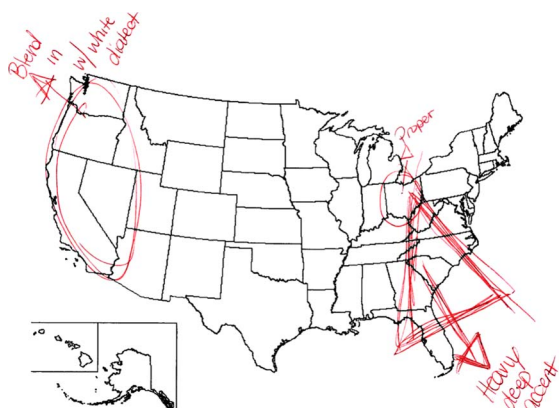 Blend
in
w/ white
dialect
Proper
Heavy
deep
accent